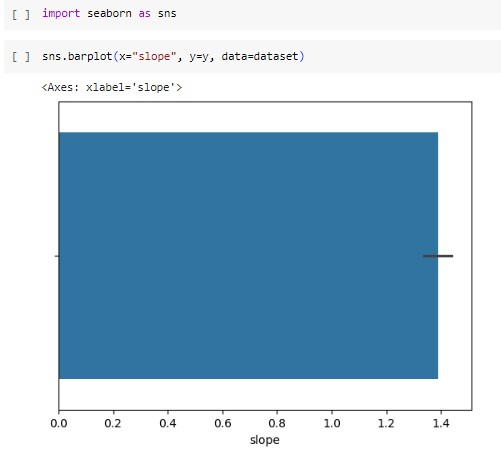 [ ] import seaborn as sns
[ ] sns.barplot(x="slope", y=y, data=dataset)
<Axes: xlabel='slope'>
0.0 0.2 0.4 0.6 0.8 1.0 1.2 1.4
slope